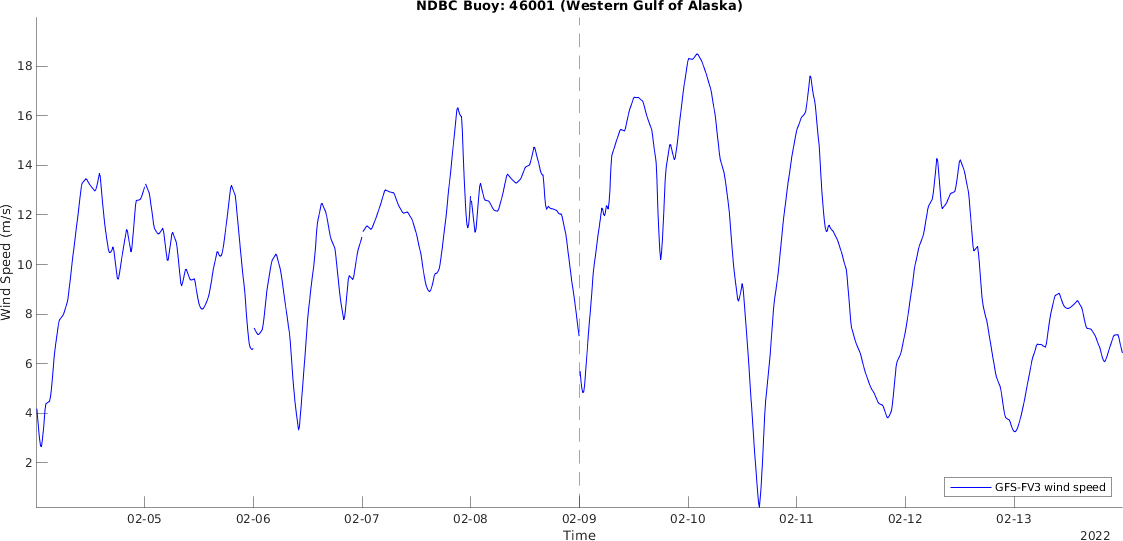 NDBC Buoy: 46001 (Western Gulf of Alaska)
Wind Speed (m/s)
18
16
14
12
10
8
6
4
2
GFS-FV3 wind speed
02-05 02-06 02-07 02-08 02-09 02-10 02-11 02-12 02-13
Time
2022